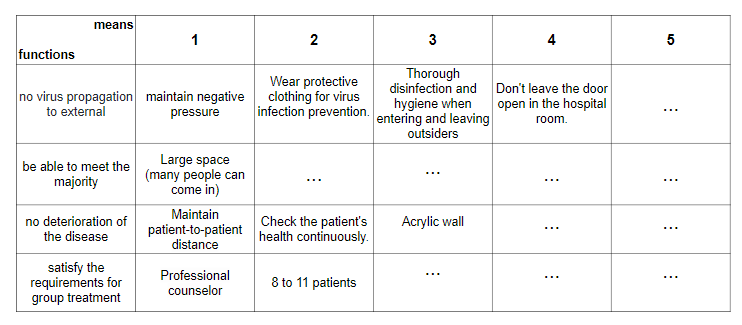 means
functions
1
2
3
4
5
no virus propagation
to external
maintain negative
pressure
Wear protective
clothing for virus
infection prevention.
Thorough
disinfection and
hygiene when
entering and leaving
outsiders
Don't leave the door
open in the hospital
room.
...
be able to meet the
majority
Large space
(many people can
come in)
...
...
...
...
no deterioration of
the disease
Maintain
patient-to-patient
distance
Check the patient's
health continuously.
Acrylic wall
...
...
satisfy the
requirements for
group treatment
Professional
counselor
8 to 11 patients
...
...
...